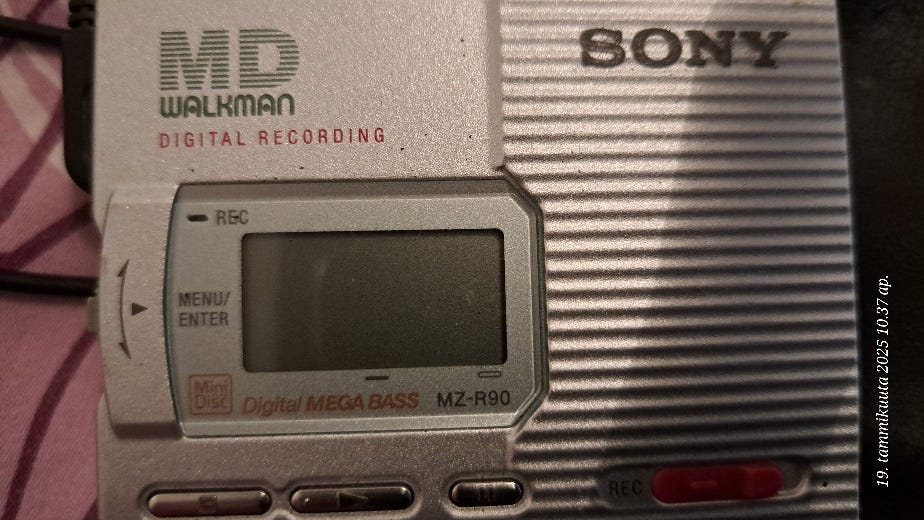 MD
WALKMAN
DIGITAL RECORDING
SONY
REC
MENU/
ENTER
Mini
Disc
Digital MEGA BASS
MZ-R90
REC
19. tammikuuta 2025 10.37 ap.